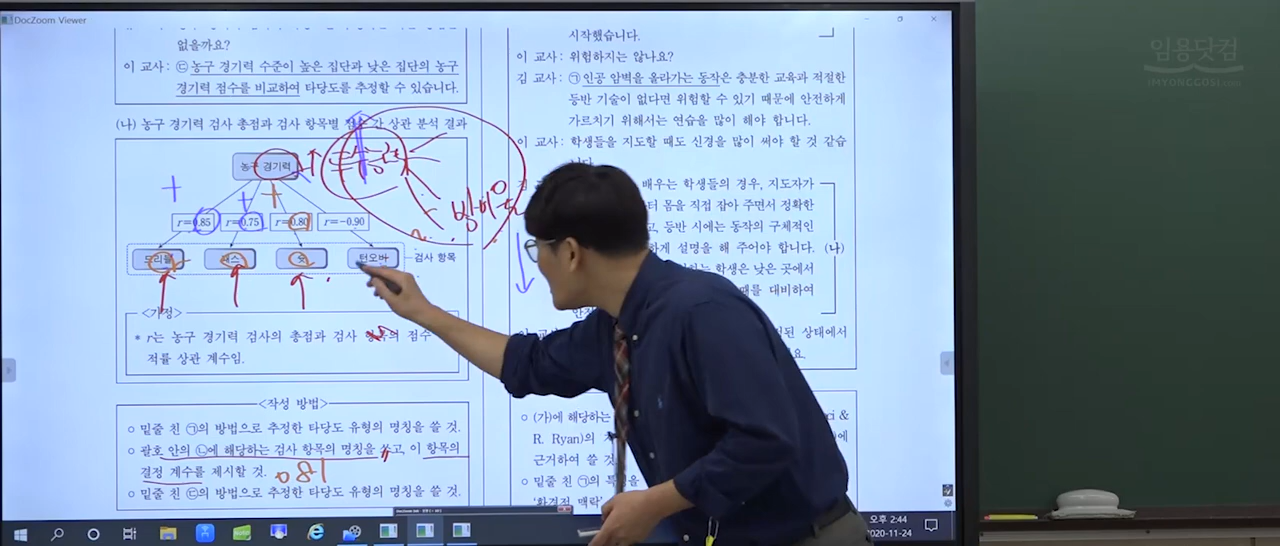 DocZoom Viewer
없을까요?
이 교사: ㉢ 농구 경기력 수준이 높은 집단과 낮은 집단의 농구
경기력 점수를 비교하여 타당도를 추정할 수 있습니다.
(나) 농구 경기력 검사 총점과 검사 항목별 간 상관 분석 결과
농구 경기력
r=0.85 r=0.75 r=0.80 r=-0.90
드리블 패스 슛 턴오버
검사 항목
<가정>
* r는 농구 경기력 검사의 총점과 검사 항목의 점수
적률 상관 계수임.
<작성 방법>
○ 밑줄 친 ㉠의 방법으로 추정한 타당도 유형의 명칭을 쓸 것.
○ 괄호 안의 ㉡에 해당하는 검사 항목의 명칭을 쓰고, 이 항목의
결정 계수를 제시할 것. 0.81
○ 밑줄 친 ㉢의 방법으로 추정한 타당도 유형의 명칭을 쓸 것.
시작했습니다.
이 교사: 위험하지는 않나요?
김 교사: ㉠ 인공 암벽을 올라가는 동작은 충분한 교육과 적절한
등반 기술이 없다면 위험할 수 있기 때문에 안전하게
가르치기 위해서는 연습을 많이 해야 합니다.
이 교사: 학생들을 지도할 때도 신경을 많이 써야 할 것 같습
니다.
배우는 학생들의 경우, 지도자가
몸을 직접 잡아 주면서 정확한
등반 시에는 동작의 구체적인
하게 설명을 해 주어야 합니다. (나)
학생은 낮은 곳에서
때를 대비하여
된 상태에서
○ (가)에 해당하는
R. Ryan)의
근거하여 쓸 것
○ 밑줄 친 ㉠의
'환경적 맥락'
오후 2:44
2020-11-24
임용닷컴